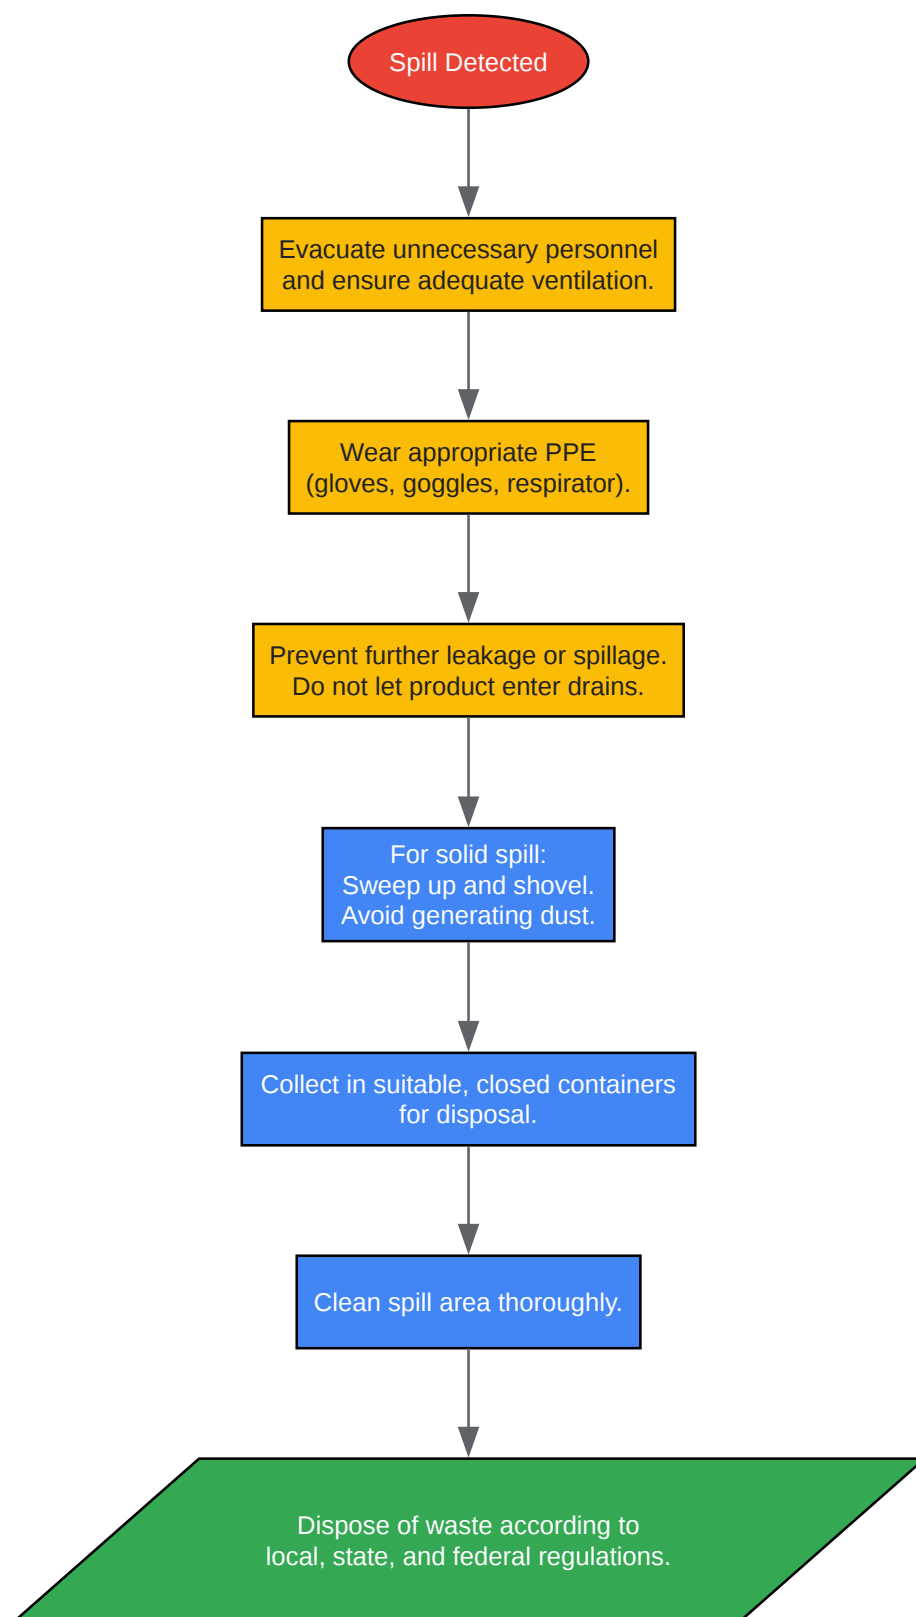 Spill Detected
Evacuate unnecessary personnel
and ensure adequate ventilation.
Wear appropriate PPE
(gloves, goggles, respirator).
Prevent further leakage or spillage.
Do not let product enter drains.
For solid spill:
Sweep up and shovel.
Avoid generating dust.
Collect in suitable, closed containers
for disposal.
Clean spill area thoroughly.
Dispose of waste according to
local, state, and federal regulations.